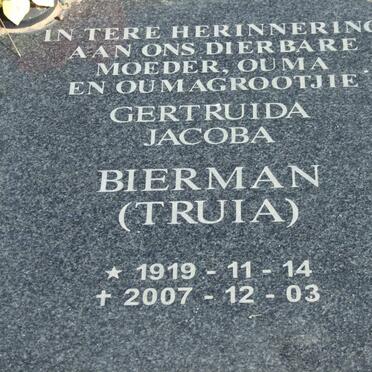 IN TERE HERINNERING
AAN ONS DIERBARE
MOEDER, OUMA
EN OUMAGROOTJIE
GERTRUIDA
JACOBA
BIERMAN
(TRUIA)
★ 1919 - 11 - 14
✝ 2007 - 12 - 03